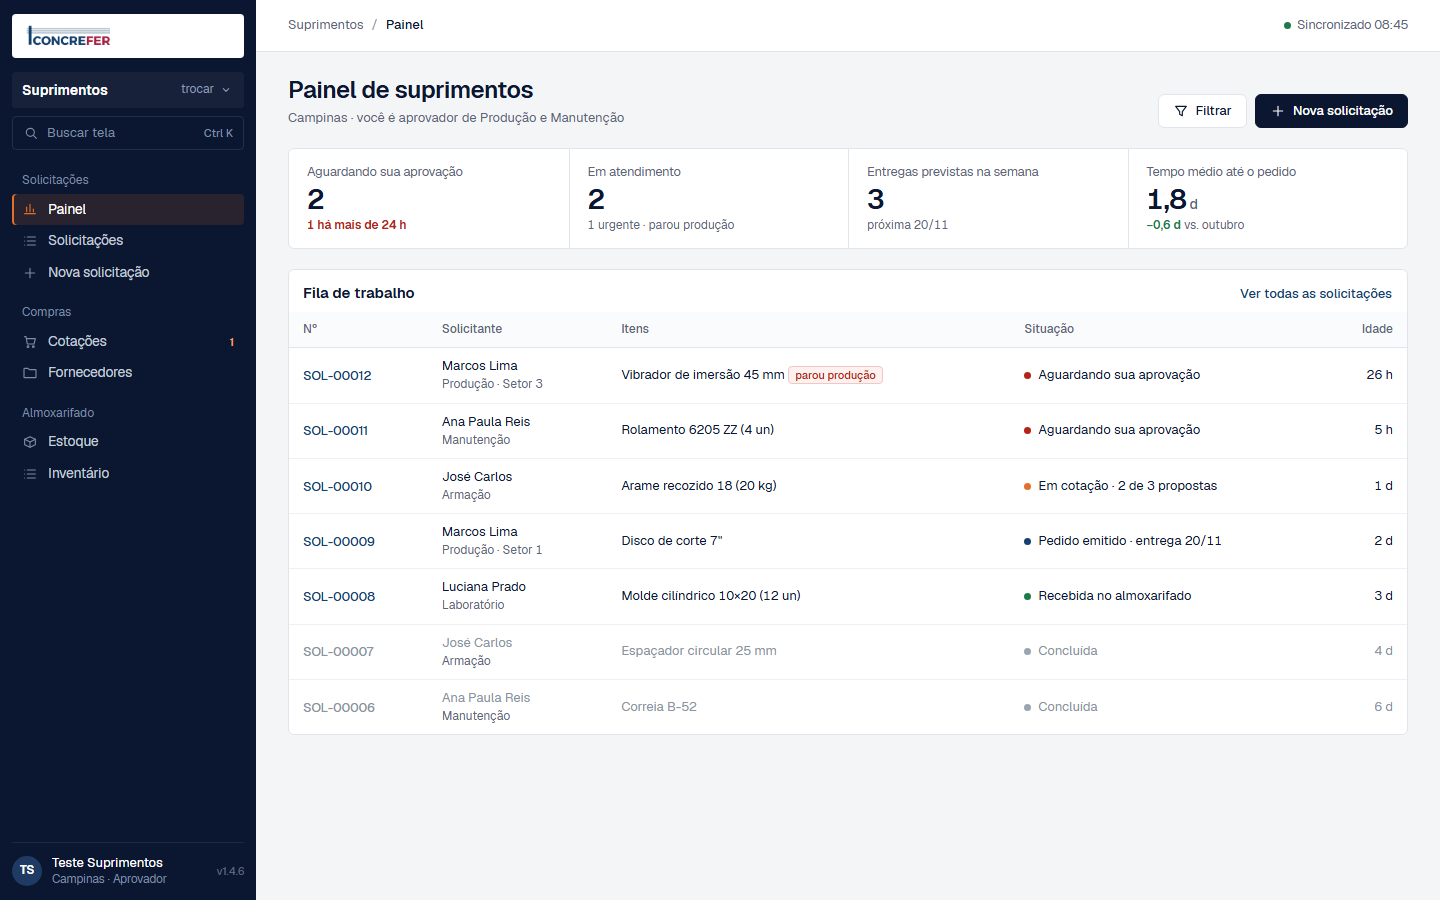 CONCREFER
Suprimentos trocar
Buscar tela Ctrl K
Solicitações
Painel
Solicitações
Nova solicitação
Compras
Cotações 1
Fornecedores
Almoxarifado
Estoque
Inventário
TS
Teste Suprimentos
Campinas · Aprovador
v1.4.6
Suprimentos / Painel
Sincronizado 08:45
Painel de suprimentos
Campinas · você é aprovador de Produção e Manutenção
Filtrar
Nova solicitação
Aguardando sua aprovação
2
1 há mais de 24 h
Em atendimento
2
1 urgente · parou produção
Entregas previstas na semana
3
próxima 20/11
Tempo médio até o pedido
1,8 d
−0,6 d vs. outubro
Fila de trabalho
Ver todas as solicitações
Nº Solicitante Itens Situação Idade
SOL-00012 Marcos Lima Vibrador de imersão 45 mm parou produção Aguardando sua aprovação 26 h
Produção · Setor 3
SOL-00011 Ana Paula Reis Rolamento 6205 ZZ (4 un) Aguardando sua aprovação 5 h
Manutenção
SOL-00010 José Carlos Arame recozido 18 (20 kg) Em cotação · 2 de 3 propostas 1 d
Armação
SOL-00009 Marcos Lima Disco de corte 7" Pedido emitido · entrega 20/11 2 d
Produção · Setor 1
SOL-00008 Luciana Prado Molde cilíndrico 10×20 (12 un) Recebida no almoxarifado 3 d
Laboratório
SOL-00007 José Carlos Espaçador circular 25 mm Concluída 4 d
Armação
SOL-00006 Ana Paula Reis Correia B-52 Concluída 6 d
Manutenção